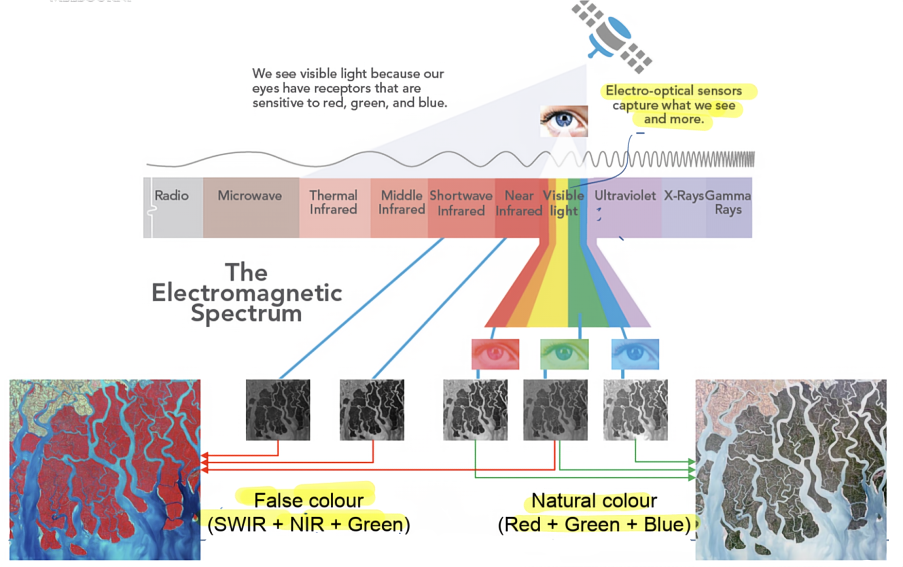 We see visible light because our
eyes have receptors that are
sensitive to red, green, and blue.
Electro-optical sensors
capture what we see
and more.
Radio
Microwave
Thermal
Infrared
Middle
Infrared
Shortwave
Infrared
Near
Infrared
Visible
light
Ultraviolet
X-Rays
Gamma
Rays
The
Electromagnetic
Spectrum
False colour
(SWIR + NIR + Green)
Natural colour
(Red + Green + Blue)